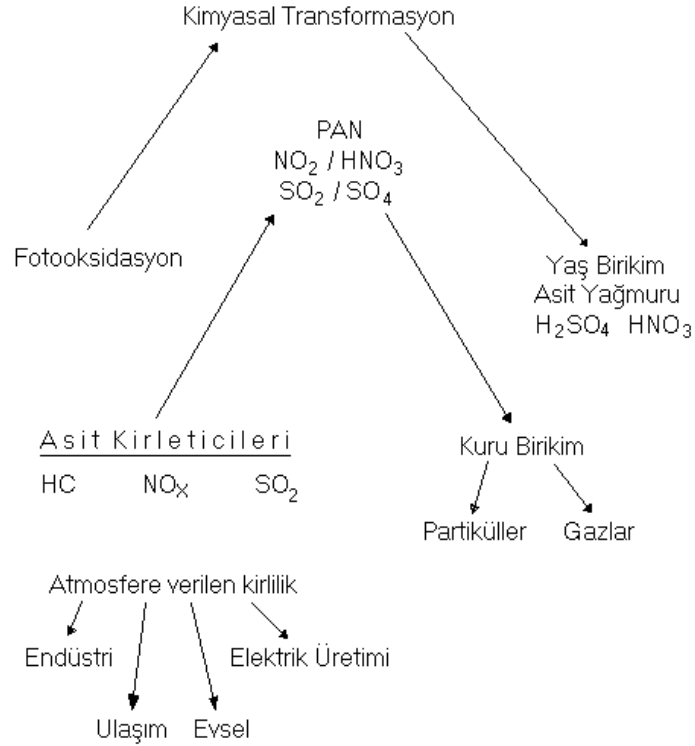 Kimyasal Transformasyon
PAN
NO₂ / HNO₃
SO₂ / SO₄
Fotooksidasyon
Yaş Birikim
Asit Yağmuru
H₂SO₄ HNO₃
Asit Kirleticileri
HC NOX SO₂
Kuru Birikim
Partiküller Gazlar
Atmosfere verilen kirlilik
Endüstri Elektrik Üretimi
Ulaşım Evsel